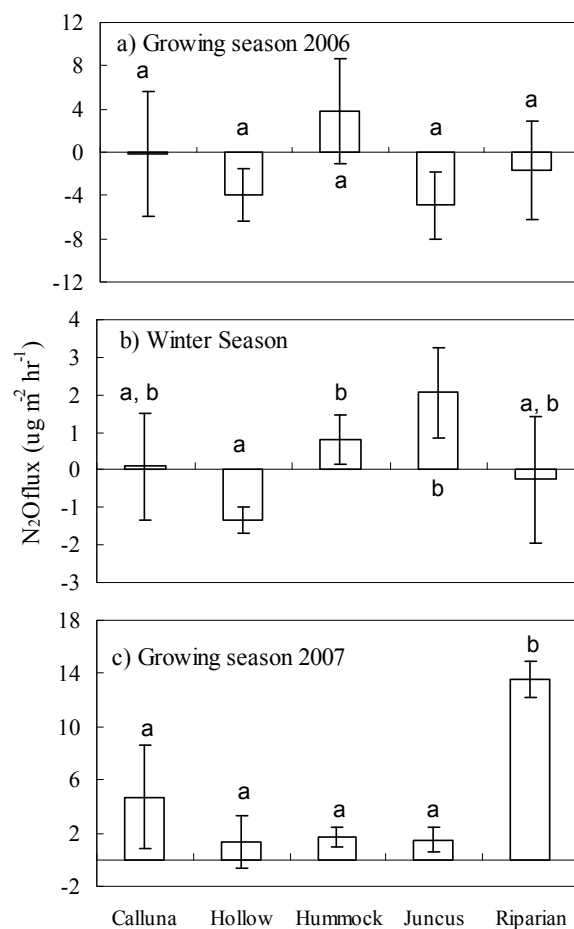 12
8
4
0
-4
-8
-12
a) Growing season 2006
a
a
a
a
a
4
3
2
1
0
-1
-2
-3
b) Winter Season
a, b
a
b
b
a, b
N₂Oflux (ug m⁻² hr⁻¹)
18
14
10
6
2
-2
c) Growing season 2007
a
a
a
a
b
Calluna Hollow Hummock Juncus Riparian